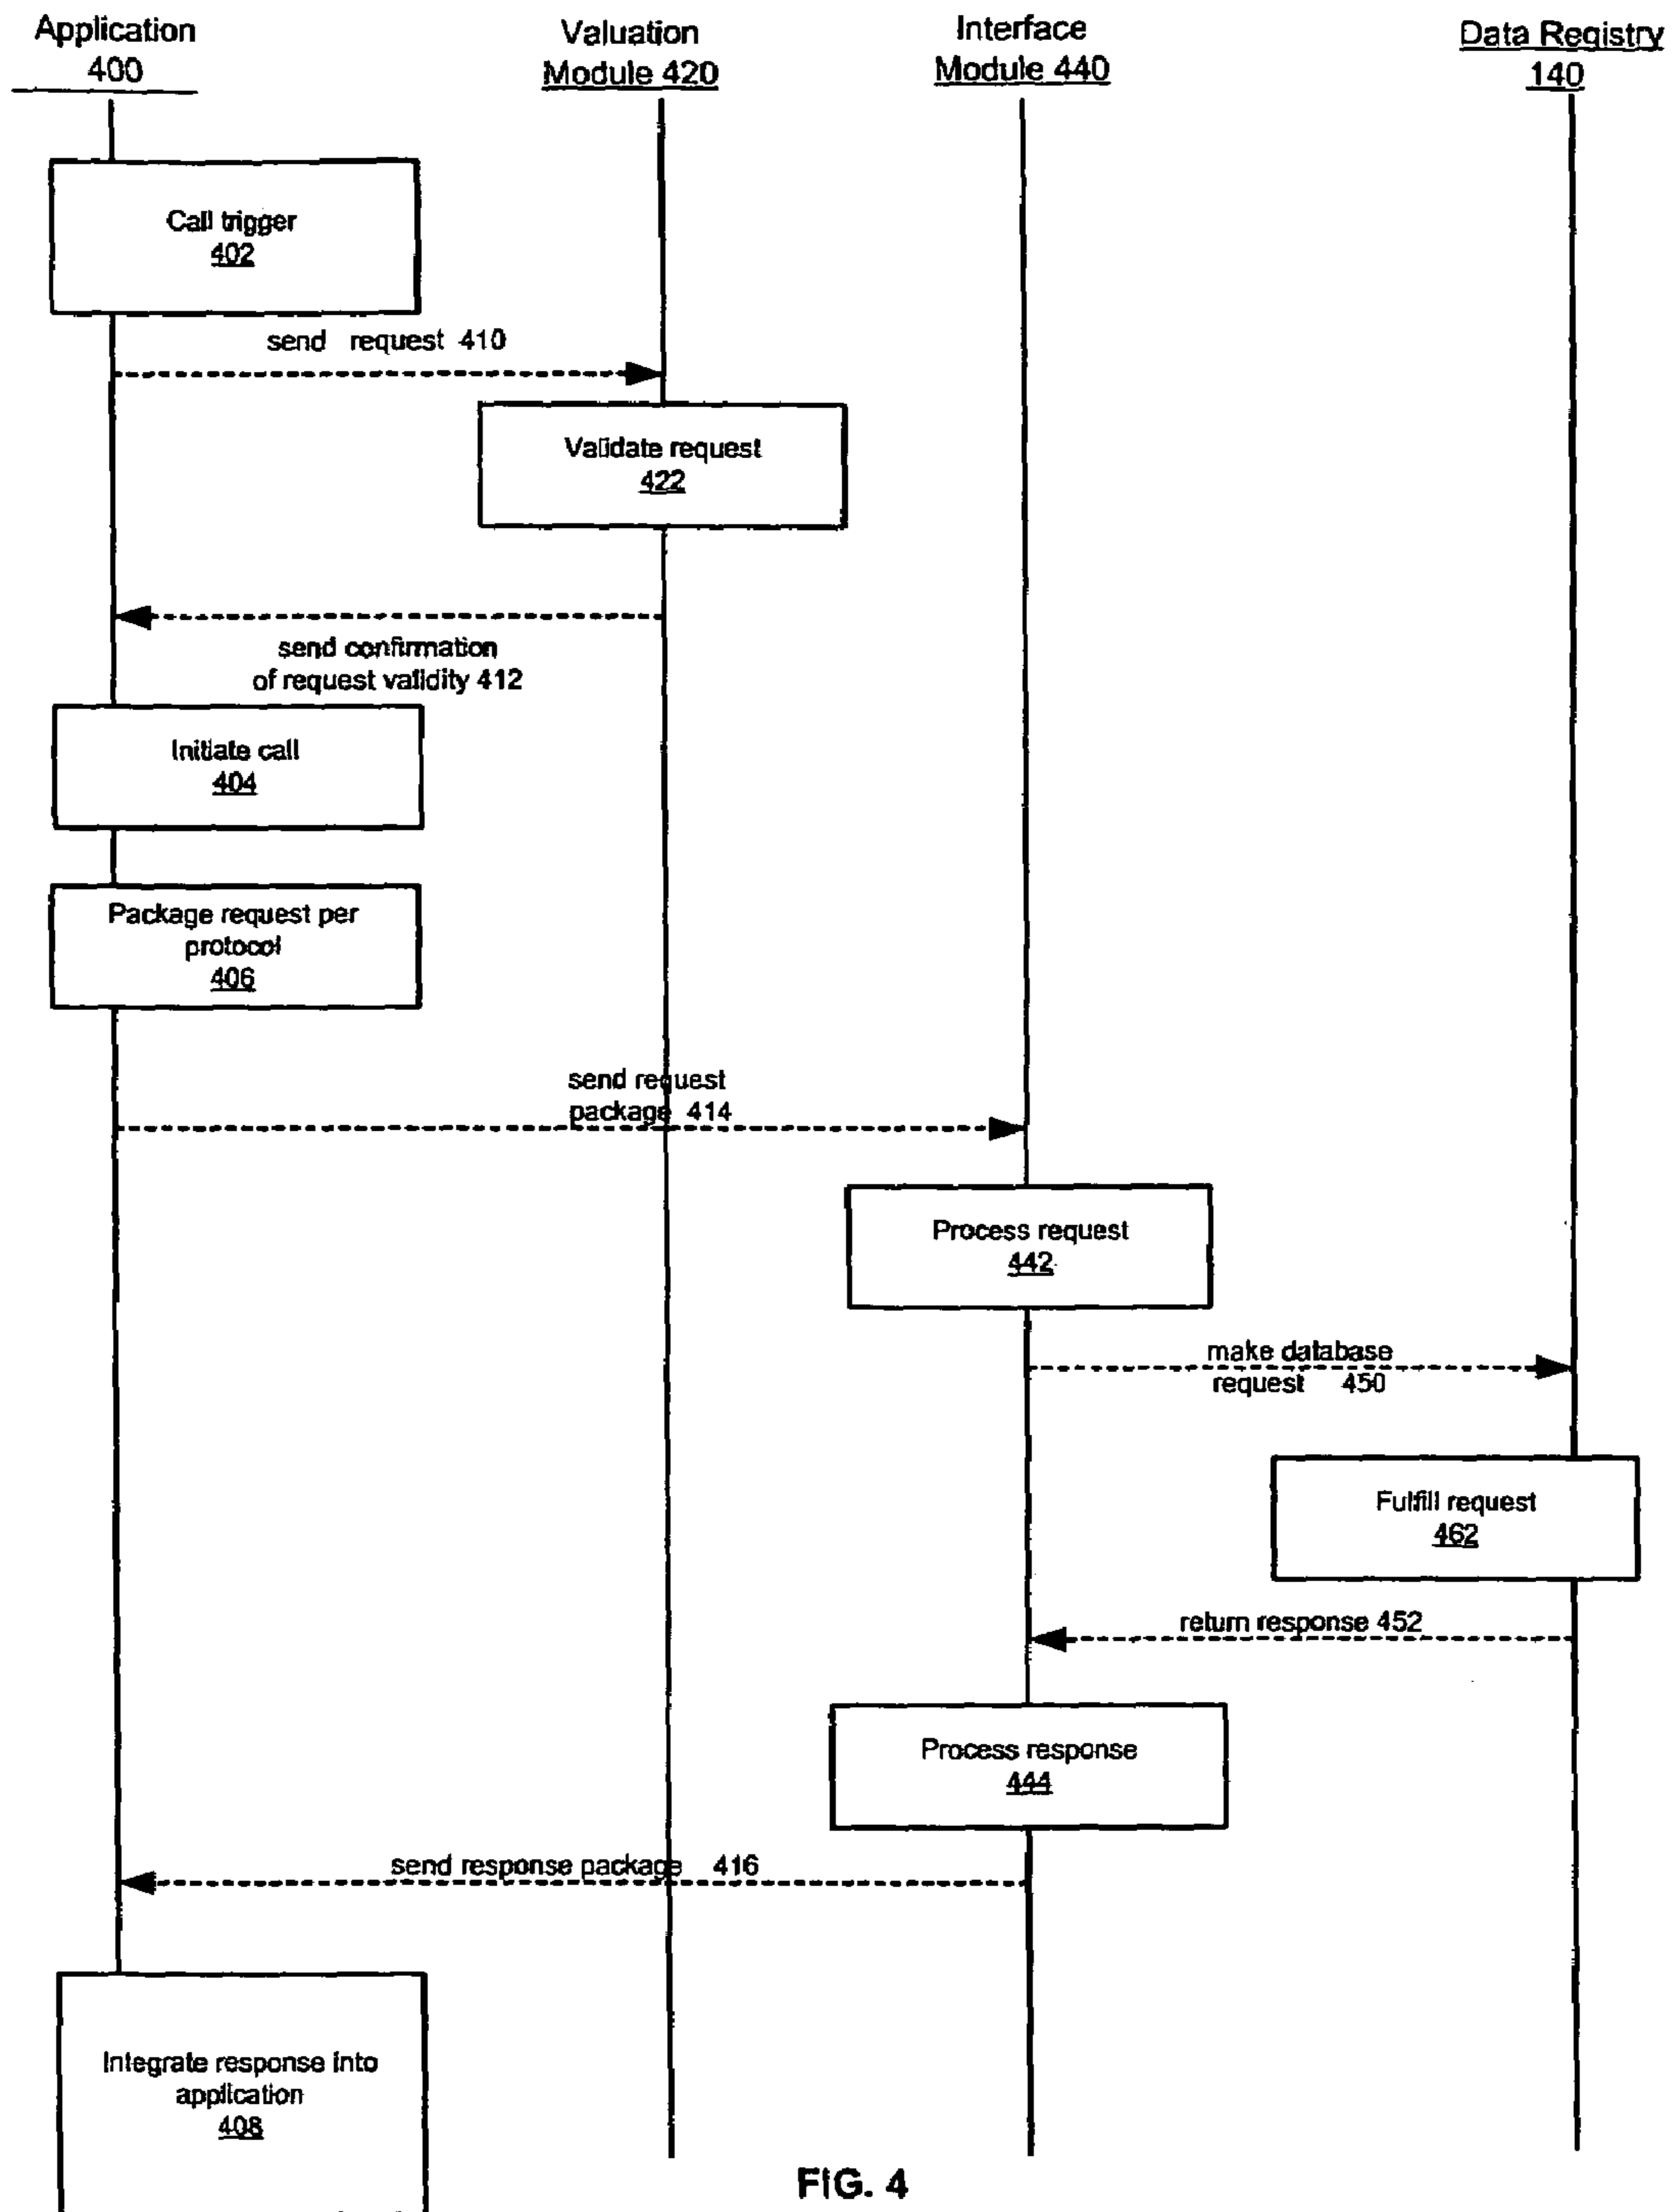 Application
400
Valuation
Module 420
Interface
Module 440
Data Registry
140
Call trigger
402
send request 410
Validate request
422
send confirmation
of request validity 412
Initiate call
404
Package request per
protocol
406
send request
package 414
Process request
442
make database
request 450
Fulfill request
462
return response 452
Process response
444
send response package 416
Integrate response into
application
408
FIG. 4